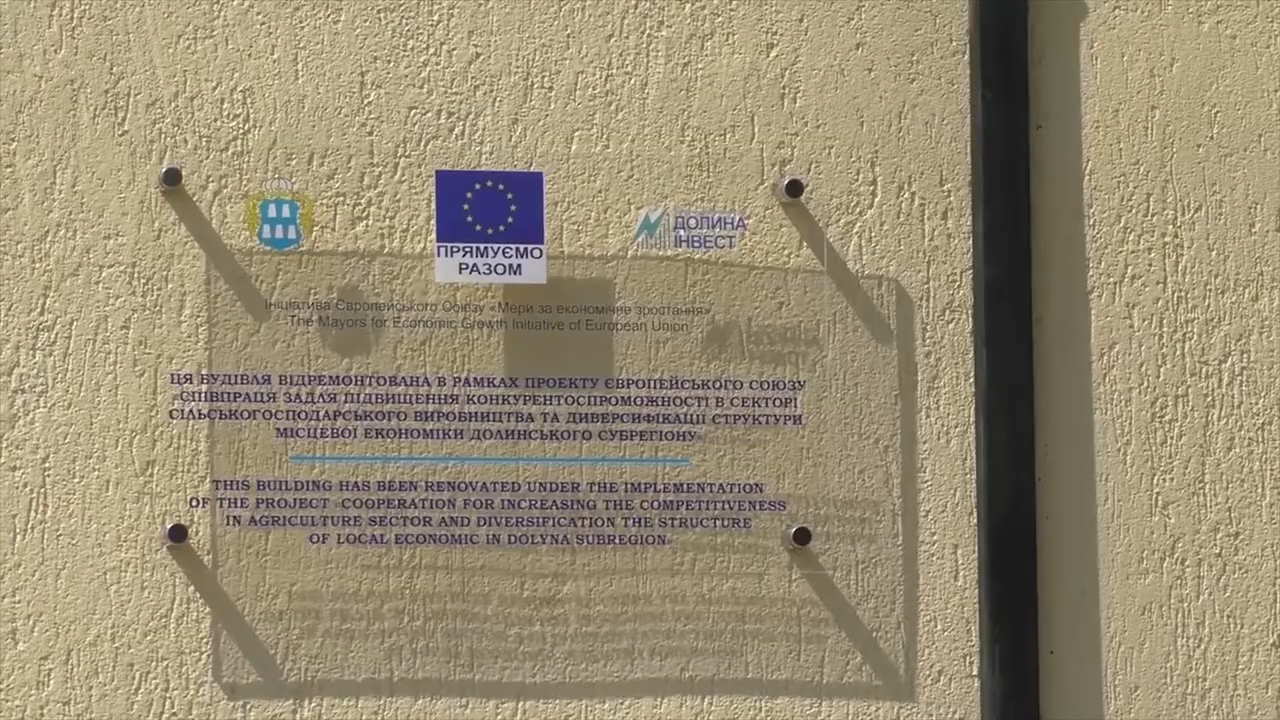 ПРЯМУЄМО
РАЗОМ
ДОЛИНА
ІНВЕСТ
Ініціатива Європейського Союзу «Мери за економічне зростання»
The Mayors for Economic Growth Initiative of European Union
ЦЯ БУДІВЛЯ ВІДРЕМОНТОВАНА В РАМКАХ ПРОЕКТУ ЄВРОПЕЙСЬКОГО СОЮЗУ
«СПІВПРАЦЯ ЗАДЛЯ ПІДВИЩЕННЯ КОНКУРЕНТОСПРОМОЖНОСТІ В СЕКТОРІ
СІЛЬСЬКОГОСПОДАРСЬКОГО ВИРОБНИЦТВА ТА ДИВЕРСИФІКАЦІЇ СТРУКТУРИ
МІСЦЕВОЇ ЕКОНОМІКИ ДОЛИНСЬКОГО СУБРЕГІОНУ»
THIS BUILDING HAS BEEN RENOVATED UNDER THE IMPLEMENTATION
OF THE PROJECT «COOPERATION FOR INCREASING THE COMPETITIVENESS
IN AGRICULTURE SECTOR AND DIVERSIFICATION THE STRUCTURE
OF LOCAL ECONOMIC IN DOLYNA SUBREGION»